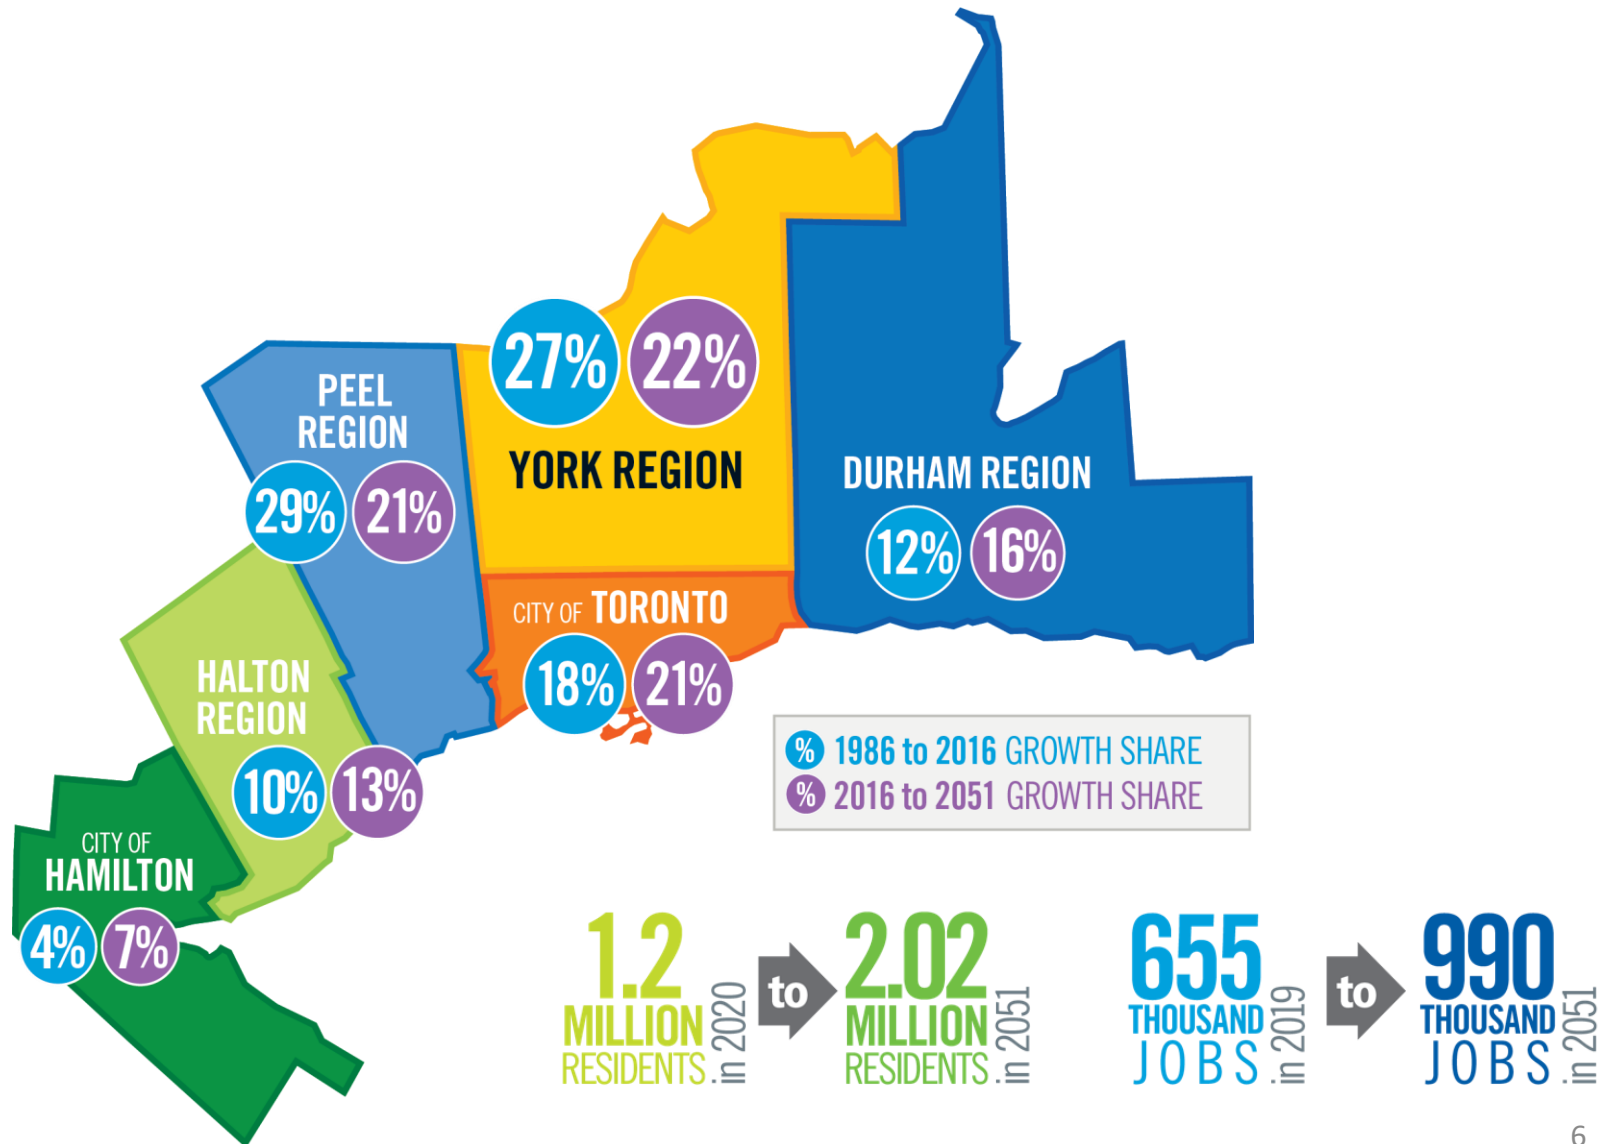 27% 22%
YORK REGION
PEEL
REGION
29% 21%
DURHAM REGION
12% 16%
CITY OF TORONTO
18% 21%
HALTON
REGION
10% 13%
CITY OF
HAMILTON
4% 7%
% 1986 to 2016 GROWTH SHARE
% 2016 to 2051 GROWTH SHARE
1.2
MILLION
RESIDENTS
in 2020
to
2.02
MILLION
RESIDENTS
in 2051
655
THOUSAND
JOBS
in 2019
to
990
THOUSAND
JOBS
in 2051
6